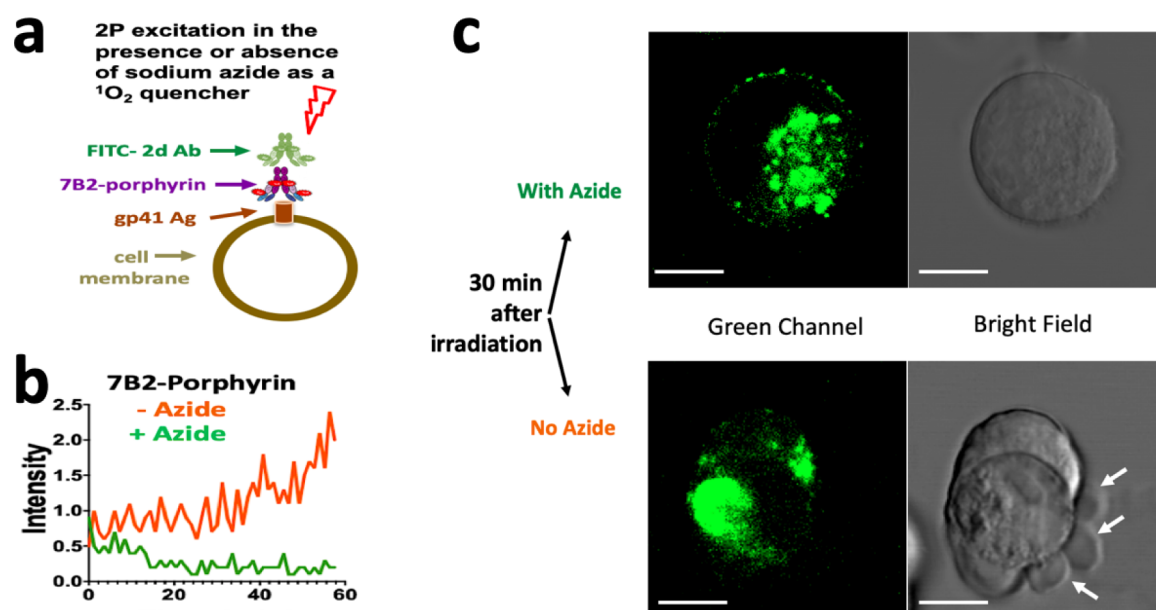 a
2P excitation in the
presence or absence
of sodium azide as a
¹O₂ quencher
FITC- 2d Ab
7B2-porphyrin
gp41 Ag
cell
membrane
b
7B2-Porphyrin
- Azide
+ Azide
Intensity
2.5
2.0
1.5
1.0
0.5
0.0
0 20 40 60
c
With Azide
30 min
after
irradiation
Green Channel
Bright Field
No Azide